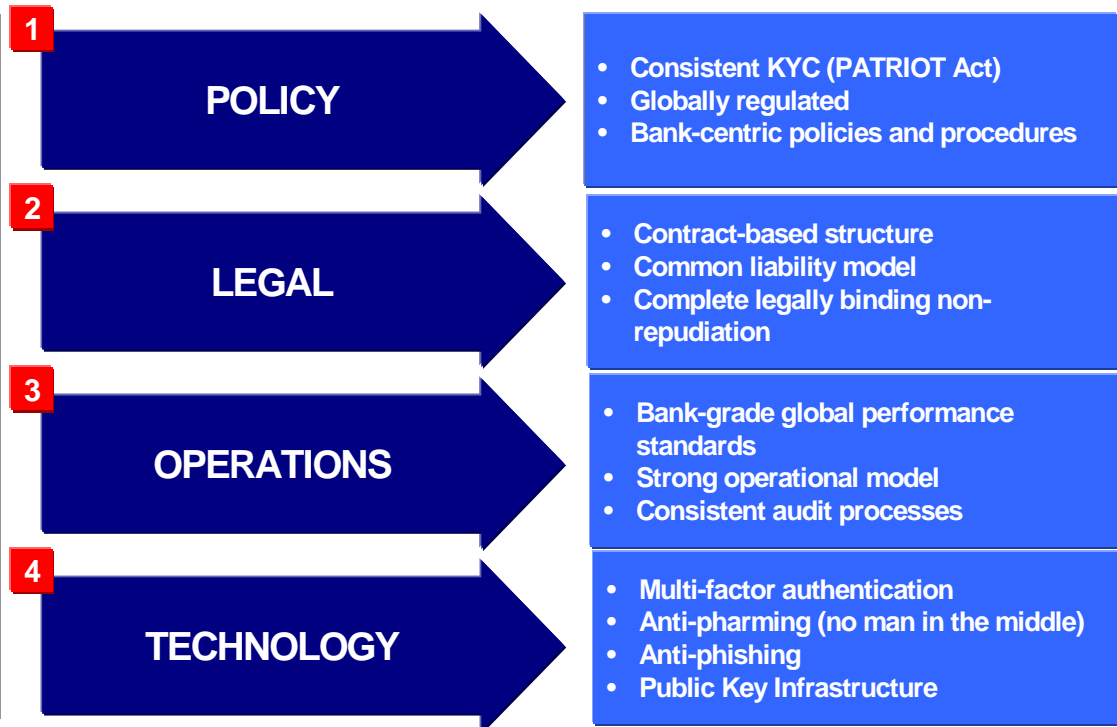 1
POLICY
• Consistent KYC (PATRIOT Act)
• Globally regulated
• Bank-centric policies and procedures
2
LEGAL
• Contract-based structure
• Common liability model
• Complete legally binding non-
repudiation
3
OPERATIONS
• Bank-grade global performance
standards
• Strong operational model
• Consistent audit processes
4
TECHNOLOGY
• Multi-factor authentication
• Anti-pharming (no man in the middle)
• Anti-phishing
• Public Key Infrastructure